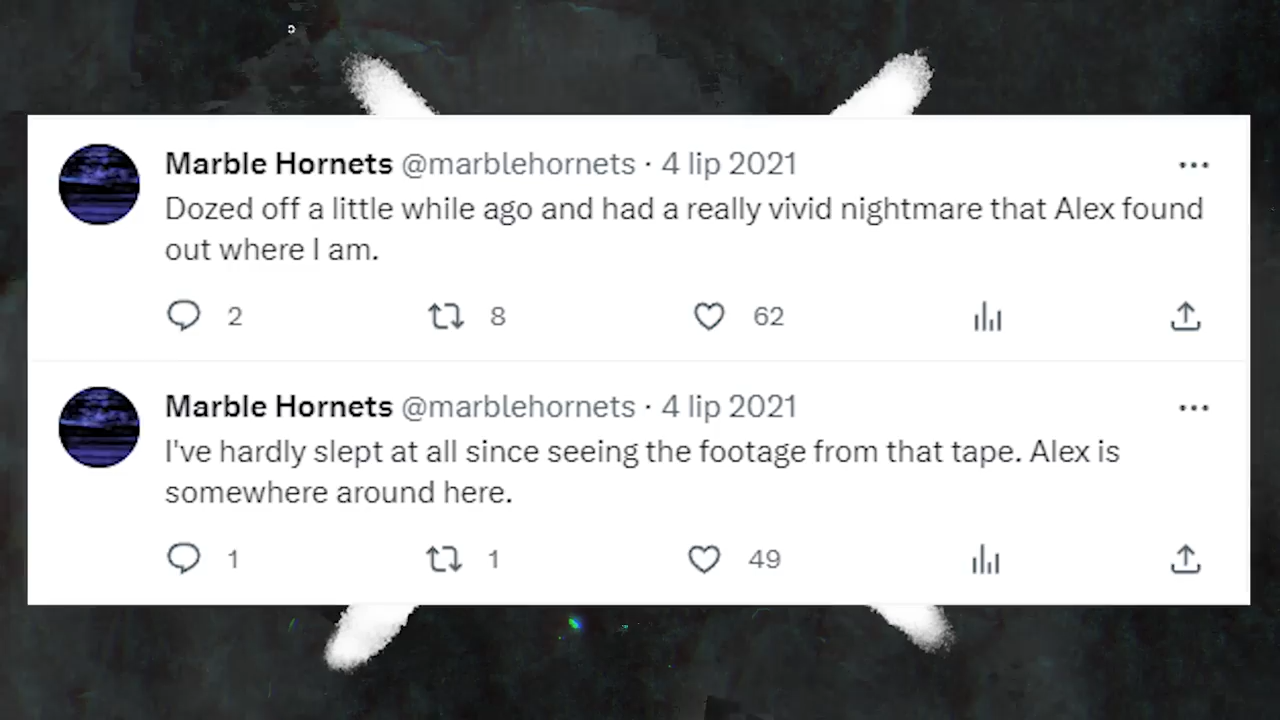 Marble Hornets @marblehornets · 4 lip 2021
Dozed off a little while ago and had a really vivid nightmare that Alex found
out where I am.
2 8 62
Marble Hornets @marblehornets · 4 lip 2021
I've hardly slept at all since seeing the footage from that tape. Alex is
somewhere around here.
1 1 49